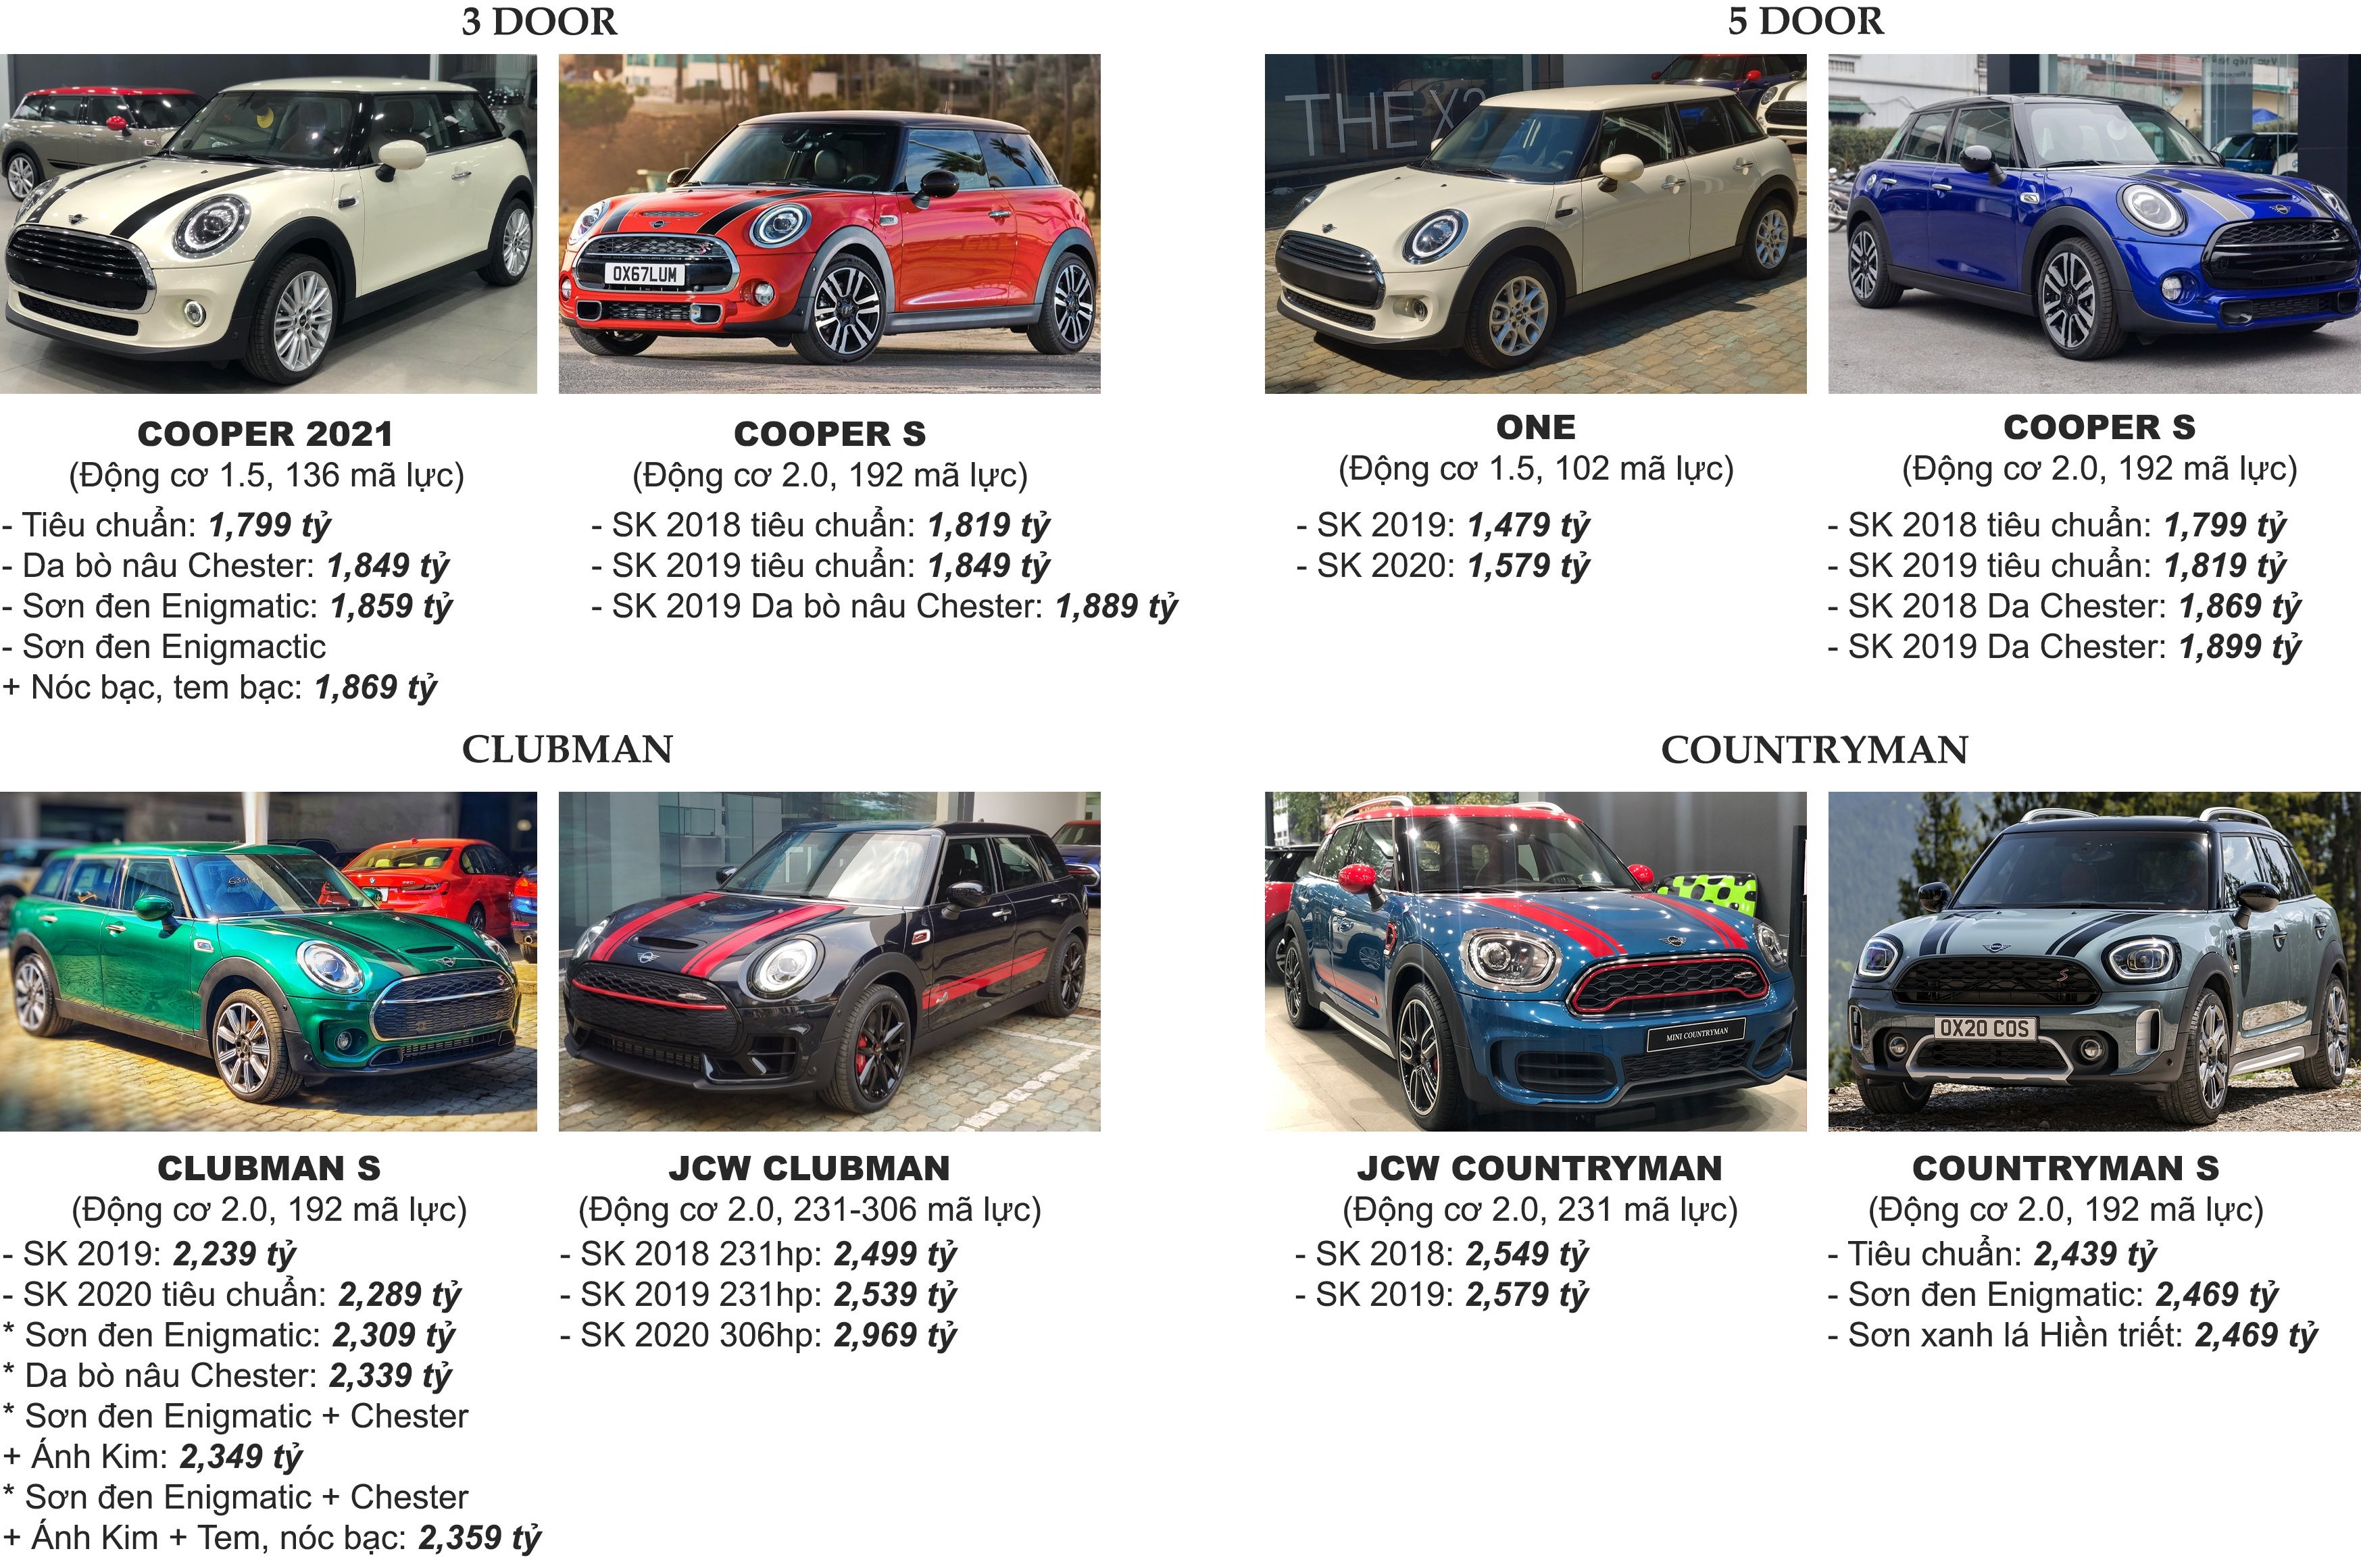 3 DOOR
THE X2
OX67LUM
COOPER 2021
(Động cơ 1.5, 136 mã lực)
- Tiêu chuẩn: 1,799 tỷ
- Da bò nâu Chester: 1,849 tỷ
- Sơn đen Enigmatic: 1,859 tỷ
- Sơn đen Enigmactic
+ Nóc bạc, tem bạc: 1,869 tỷ
COOPER S
(Động cơ 2.0, 192 mã lực)
- SK 2018 tiêu chuẩn: 1,819 tỷ
- SK 2019 tiêu chuẩn: 1,849 tỷ
- SK 2019 Da bò nâu Chester: 1,889 tỷ
5 DOOR
ONE
(Động cơ 1.5, 102 mã lực)
- SK 2019: 1,479 tỷ
- SK 2020: 1,579 tỷ
COOPER S
(Động cơ 2.0, 192 mã lực)
- SK 2018 tiêu chuẩn: 1,799 tỷ
- SK 2019 tiêu chuẩn: 1,819 tỷ
- SK 2018 Da Chester: 1,869 tỷ
- SK 2019 Da Chester: 1,899 tỷ
CLUBMAN
CLUBMAN S
(Động cơ 2.0, 192 mã lực)
- SK 2019: 2,239 tỷ
- SK 2020 tiêu chuẩn: 2,289 tỷ
* Sơn đen Enigmatic: 2,309 tỷ
* Da bò nâu Chester: 2,339 tỷ
* Sơn đen Enigmatic + Chester
+ Ánh Kim: 2,349 tỷ
* Sơn đen Enigmatic + Chester
+ Ánh Kim + Tem, nóc bạc: 2,359 tỷ
JCW CLUBMAN
(Động cơ 2.0, 231-306 mã lực)
- SK 2018 231hp: 2,499 tỷ
- SK 2019 231hp: 2,539 tỷ
- SK 2020 306hp: 2,969 tỷ
COUNTRYMAN
MINI COUNTRYMAN
OX20 COS
JCW COUNTRYMAN
(Động cơ 2.0, 231 mã lực)
- SK 2018: 2,549 tỷ
- SK 2019: 2,579 tỷ
COUNTRYMAN S
(Động cơ 2.0, 192 mã lực)
- Tiêu chuẩn: 2,439 tỷ
- Sơn đen Enigmatic: 2,469 tỷ
- Sơn xanh lá Hiền triết: 2,469 tỷ